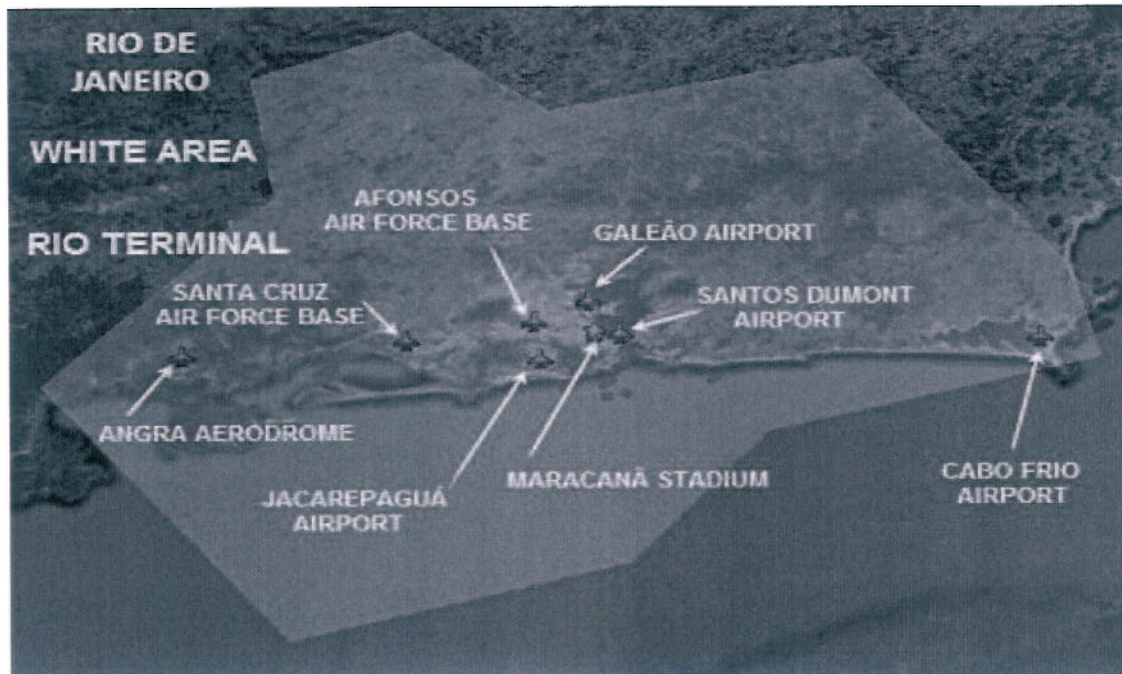 RIO DE
JANEIRO
WHITE AREA
RIO TERMINAL
AFONSOS
AIR FORCE BASE
GALEÃO AIRPORT
SANTA CRUZ
AIR FORCE BASE
SANTOS DUMONT
AIRPORT
ANGRA AERODROME
JACAREPAGUÁ
AIRPORT
MARACANÃ STADIUM
CABO FRIO
AIRPORT